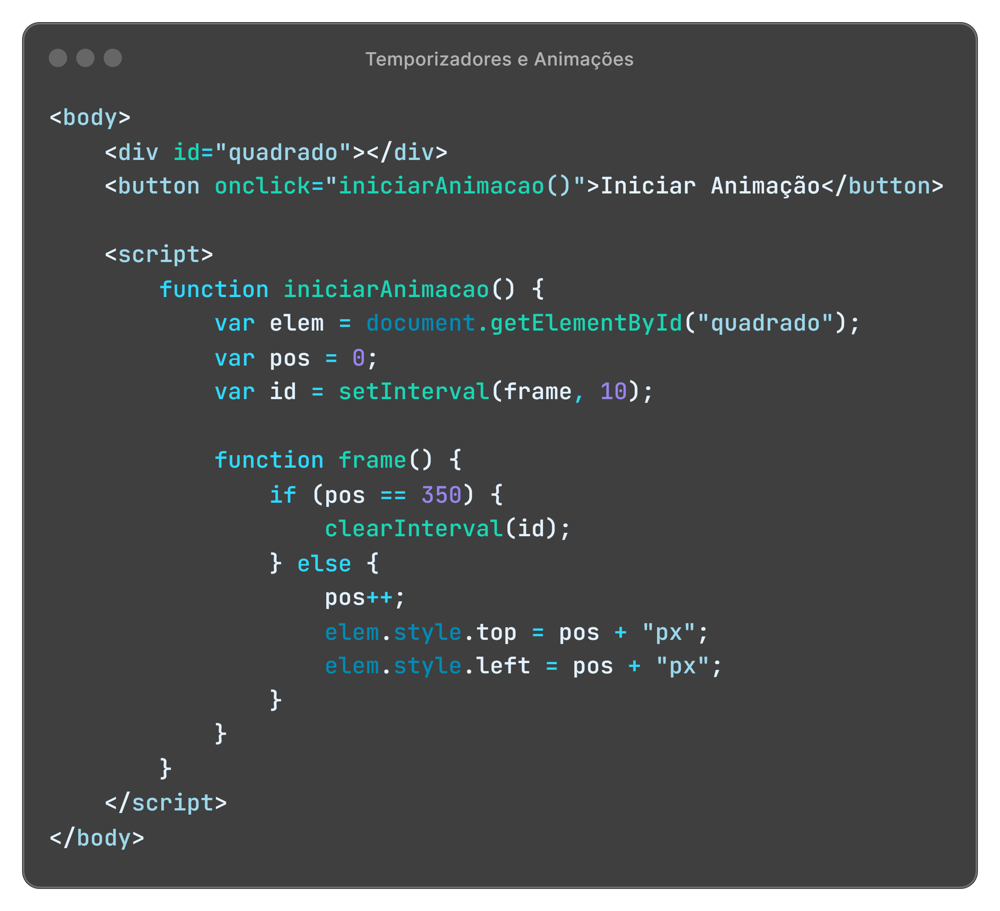 Temporizadores e Animações
<body>
    <div id="quadrado"></div>
    <button onclick="iniciarAnimacao()">Iniciar Animação</button>

    <script>
        function iniciarAnimacao() {
            var elem = document.getElementById("quadrado");
            var pos = 0;
            var id = setInterval(frame, 10);

            function frame() {
                if (pos == 350) {
                    clearInterval(id);
                } else {
                    pos++;
                    elem.style.top = pos + "px";
                    elem.style.left = pos + "px";
                }
            }
        }
    </script>
</body>